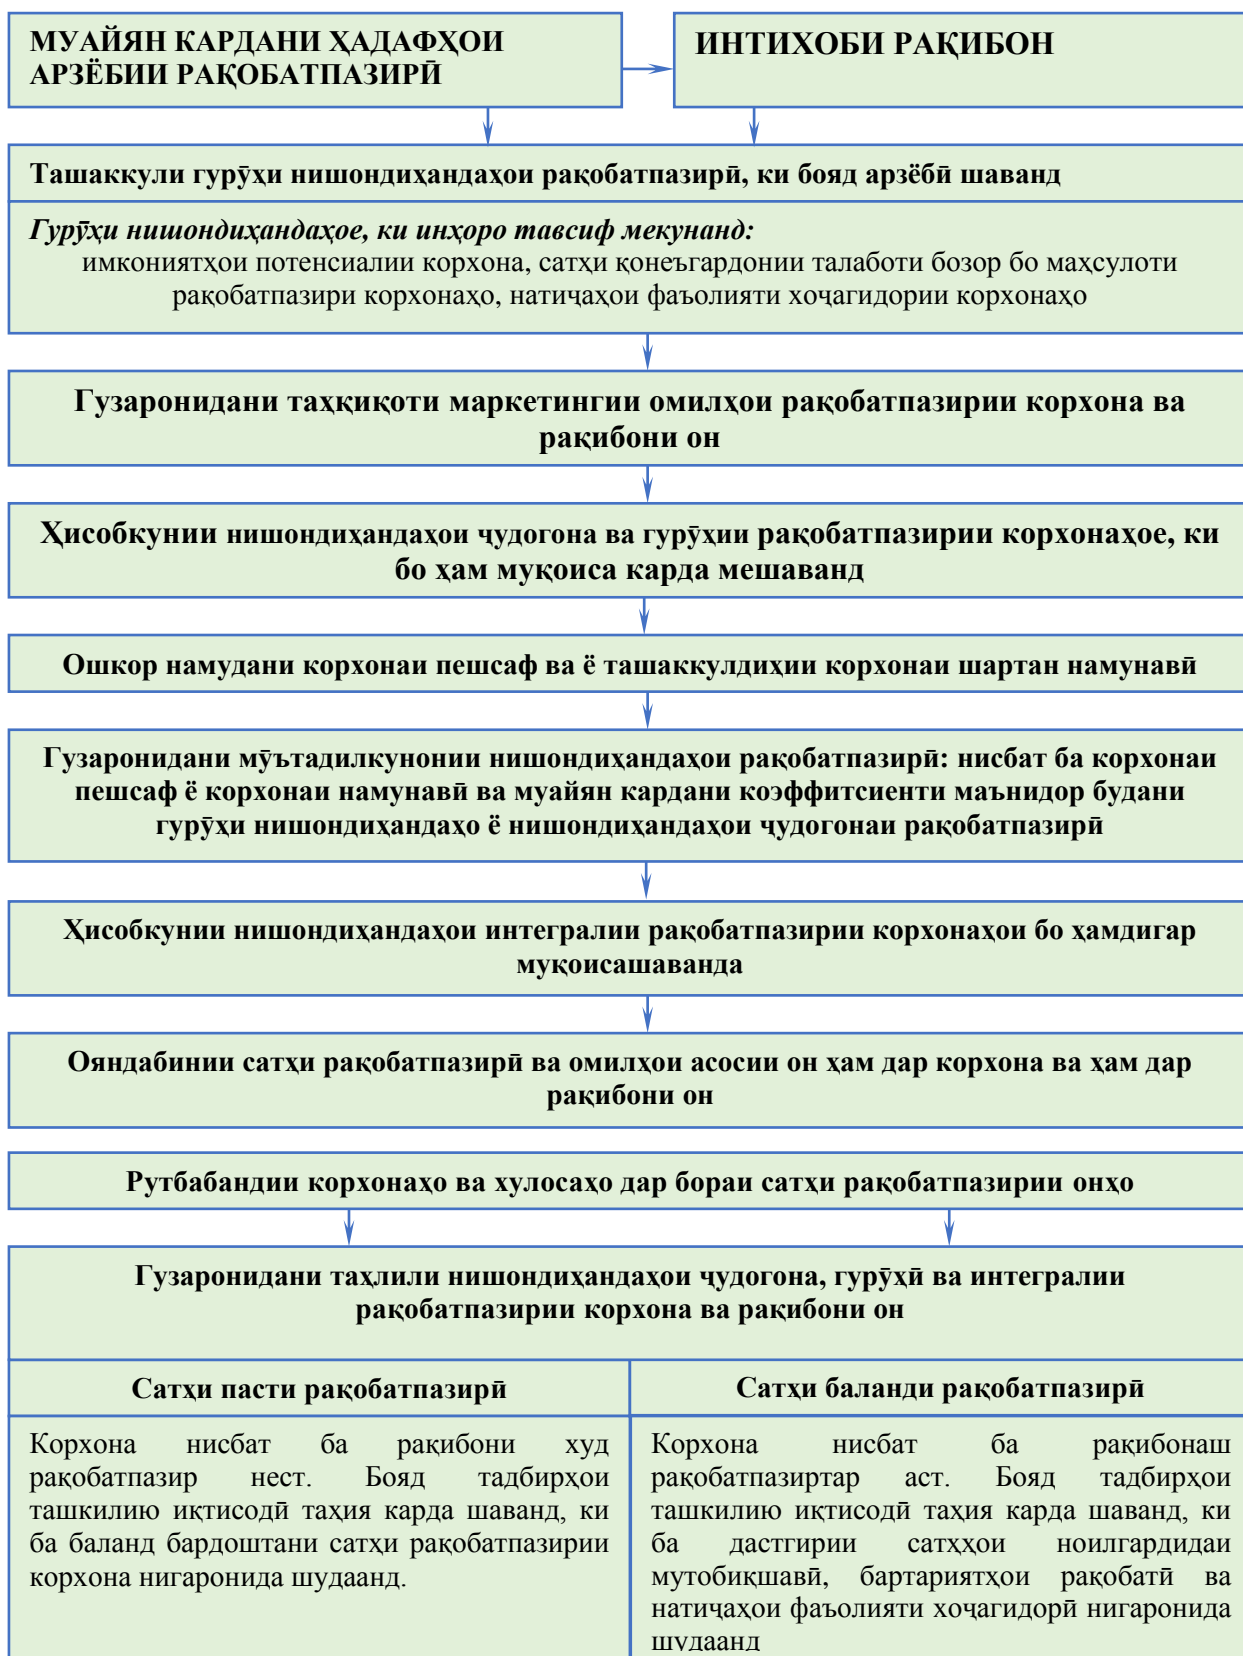 МУАЙЯН КАРДАНИ ҲАДАФҲОИ
АРЗЁБИИ РАҚОБАТПАЗИРӢ
ИНТИХОБИ РАҚИБОН
Ташаккули гурӯҳи нишондиҳандаҳои рақобатпазирӣ, ки бояд арзёбӣ шаванд
Гурӯҳи нишондиҳандаҳое, ки инҳоро тавсиф мекунанд:
имкониятҳои потенсиалии корхона, сатҳи қонеъгардонии талаботи бозор бо маҳсулоти
рақобатпазири корхонаҳо, натиҷаҳои фаъолияти хоҷагидории корхонаҳо
Гузаронидани таҳқиқоти маркетингии омилҳои рақобатпазирии корхона ва
рақибони он
Ҳисобкунии нишондиҳандаҳои ҷудогона ва гурӯҳии рақобатпазирии корхонаҳое, ки
бо ҳам муқоиса карда мешаванд
Ошкор намудани корхонаи пешсаф ва ё ташаккулдиҳии корхонаи шартан намунавӣ
Гузаронидани мӯътадилкунонии нишондиҳандаҳои рақобатпазирӣ: нисбат ба корхонаи
пешсаф ё корхонаи намунавӣ ва муайян кардани коэффитсиенти маънидор будани
гурӯҳи нишондиҳандаҳо ё нишондиҳандаҳои ҷудогонаи рақобатпазирӣ
Ҳисобкунии нишондиҳандаҳои интегралии рақобатпазирии корхонаҳои бо ҳамдигар
муқоисашаванда
Ояндабинии сатҳи рақобатпазирӣ ва омилҳои асосии он ҳам дар корхона ва ҳам дар
рақибони он
Рутбабандии корхонаҳо ва хулосаҳо дар бораи сатҳи рақобатпазирии онҳо
Гузаронидани таҳлили нишондиҳандаҳои ҷудогона, гурӯҳӣ ва интегралии
рақобатпазирии корхона ва рақибони он
Сатҳи пасти рақобатпазирӣ
Корхона нисбат ба рақибони худ
рақобатпазир нест. Бояд тадбирҳои
ташкилию иқтисодӣ таҳия карда шаванд, ки
ба баланд бардоштани сатҳи рақобатпазирии
корхона нигаронида шудаанд.
Сатҳи баланди рақобатпазирӣ
Корхона нисбат ба рақибонаш
рақобатпазиртар аст. Бояд тадбирҳои
ташкилию иқтисодӣ таҳия карда шаванд, ки
ба дастгирии сатҳҳои ноилгардидаи
мутобиқшавӣ, бартариятҳои рақобатӣ ва
натиҷаҳои фаъолияти хоҷагидорӣ нигаронида
шудаанд